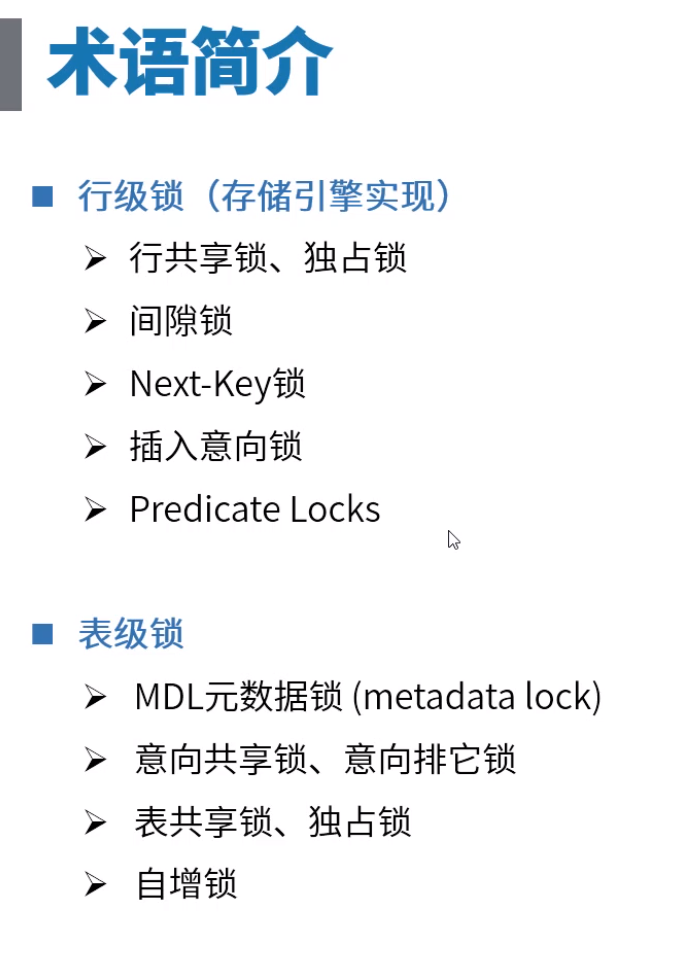 术语简介
行级锁（存储引擎实现）
行共享锁、独占锁
间隙锁
Next-Key锁
插入意向锁
Predicate Locks
表级锁
MDL元数据锁 (metadata lock)
意向共享锁、意向排它锁
表共享锁、独占锁
自增锁